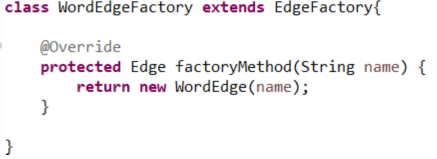 class WordEdgeFactory extends EdgeFactory{
@Override
protected Edge factoryMethod(String name) {
return new WordEdge(name);
}
}